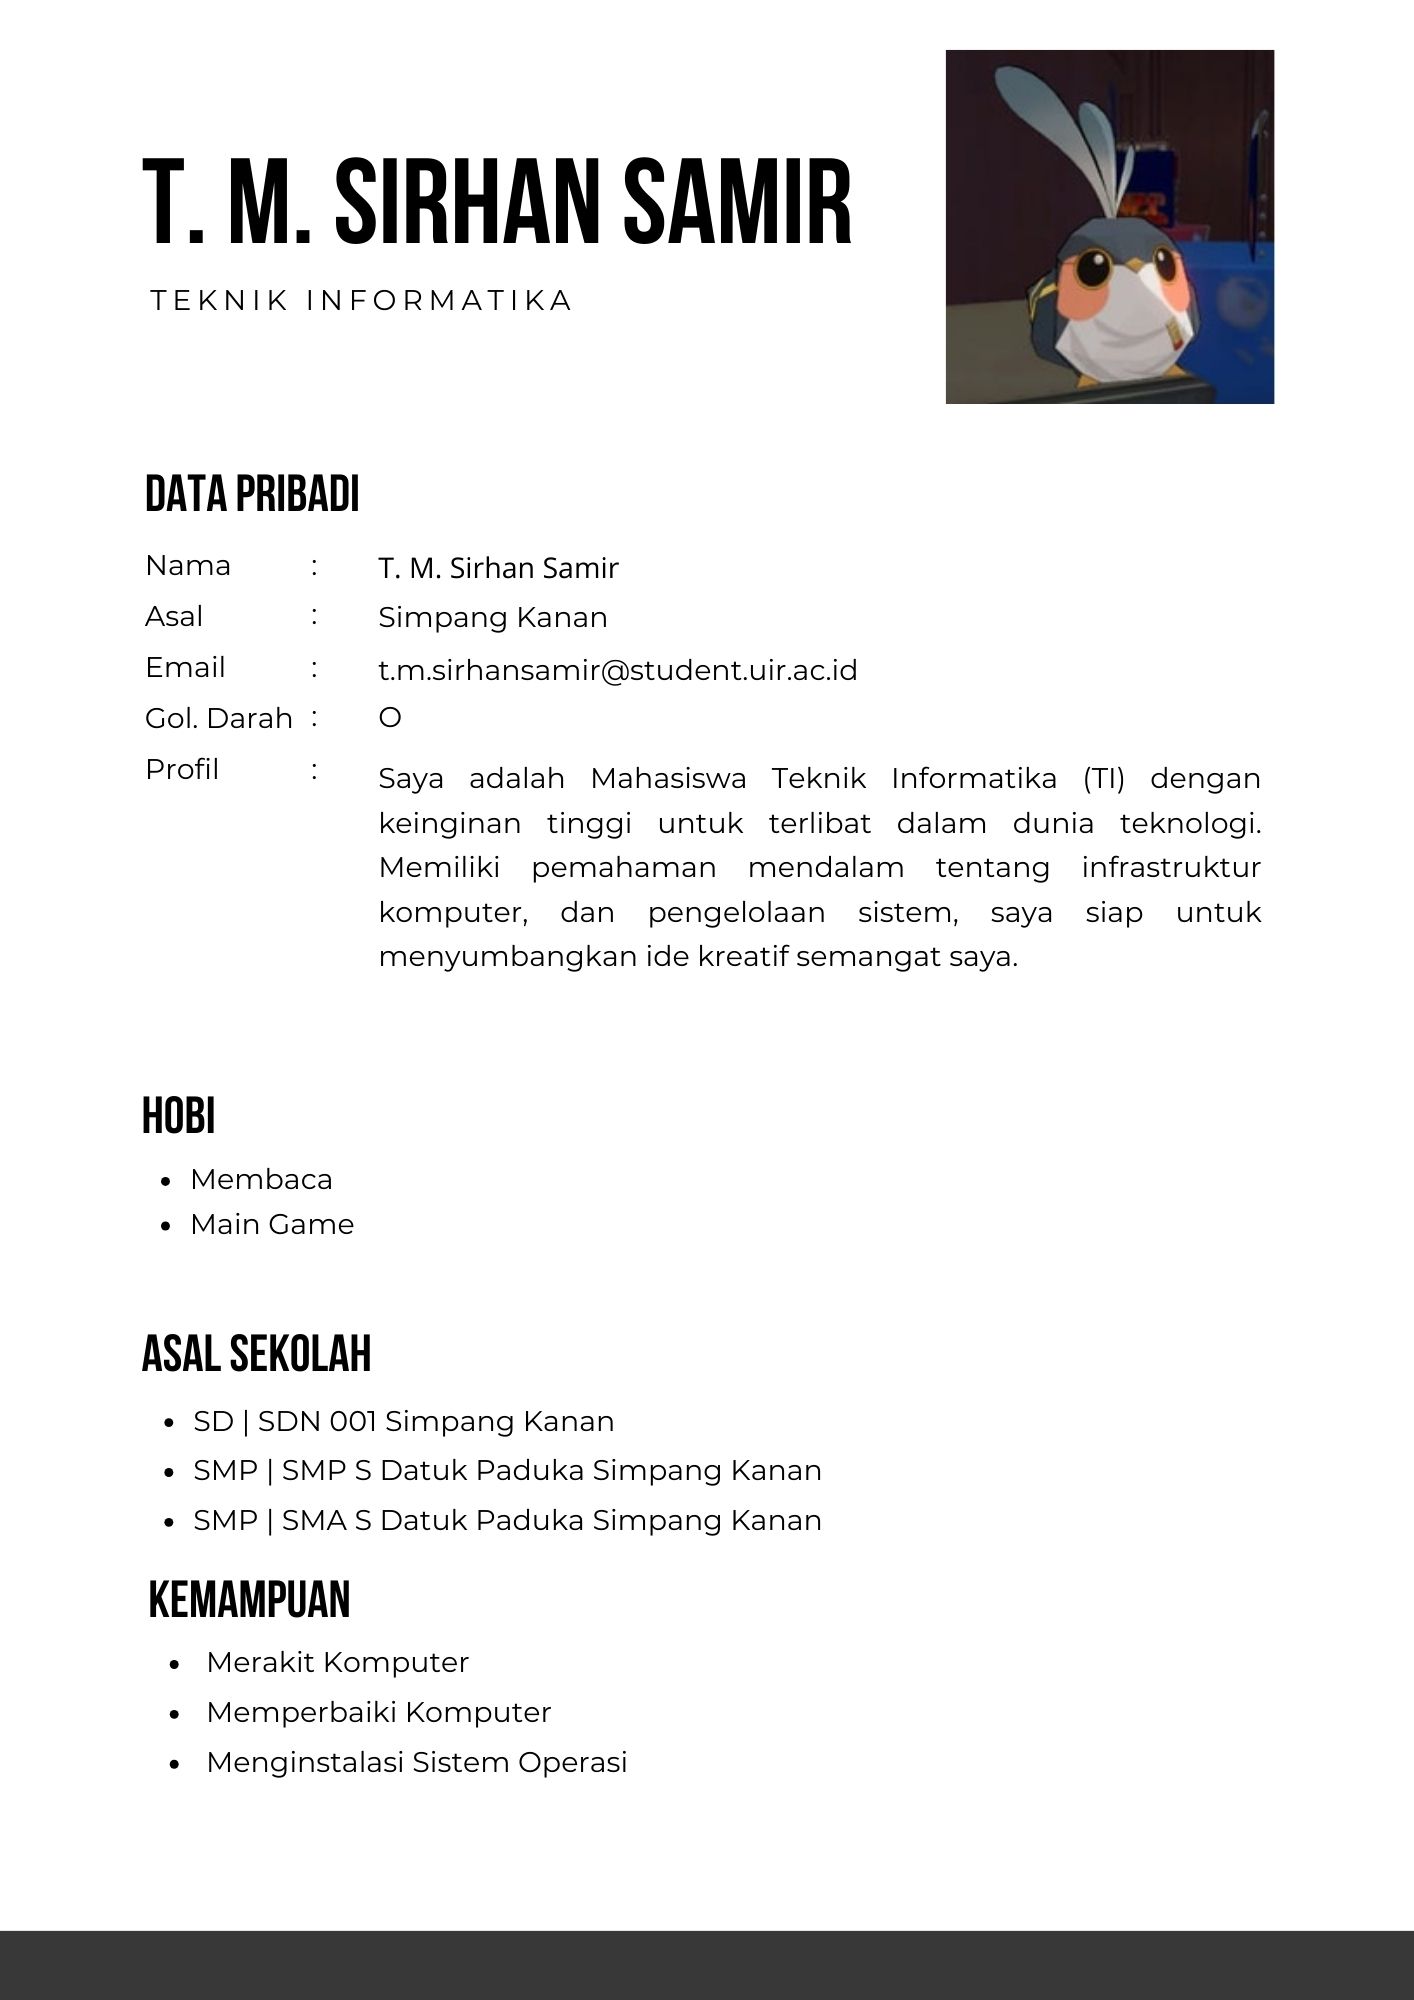 T. M. SIRHAN SAMIR
TEKNIK INFORMATIKA
DATA PRIBADI
Nama : T. M. Sirhan Samir
Asal : Simpang Kanan
Email : t.m.sirhansamir@student.uir.ac.id
Gol. Darah : O
Profil : Saya adalah Mahasiswa Teknik Informatika (TI) dengan
keinginan tinggi untuk terlibat dalam dunia teknologi.
Memiliki pemahaman mendalam tentang infrastruktur
komputer, dan pengelolaan sistem, saya siap untuk
menyumbangkan ide kreatif semangat saya.
HOBI
• Membaca
• Main Game
ASAL SEKOLAH
• SD | SDN 001 Simpang Kanan
• SMP | SMP S Datuk Paduka Simpang Kanan
• SMP | SMA S Datuk Paduka Simpang Kanan
KEMAMPUAN
• Merakit Komputer
• Memperbaiki Komputer
• Menginstalasi Sistem Operasi